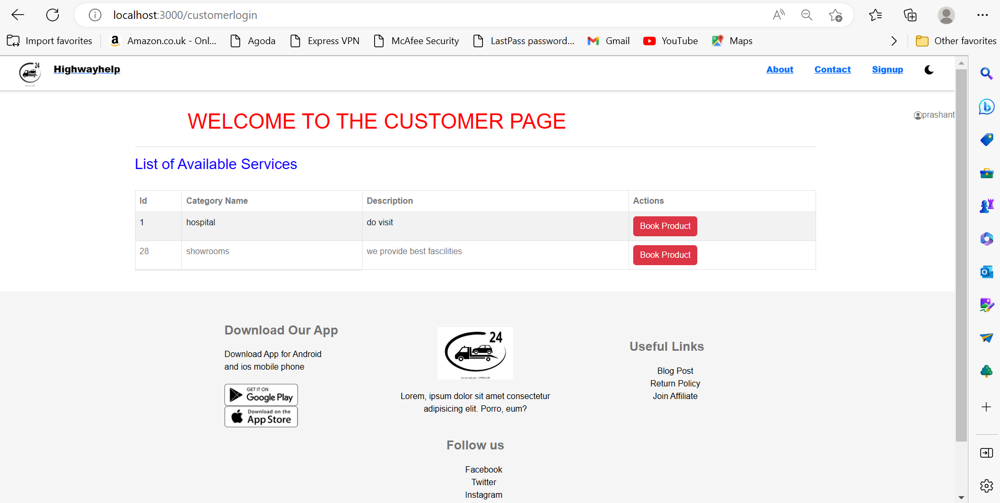 localhost:3000/customerlogin
Import favorites
Amazon.co.uk - Onl...
Agoda
Express VPN
McAfee Security
LastPass password...
Gmail
YouTube
Maps
Other favorites
24
Highwayhelp
About
Contact
Signup
WELCOME TO THE CUSTOMER PAGE
prashant
List of Available Services
Id Category Name Description Actions
1 hospital do visit Book Product
28 showrooms we provide best fascilities Book Product
Download Our App
Download App for Android
and ios mobile phone
GET IT ON
Google Play
Download on the
App Store
24
Lorem, ipsum dolor sit amet consectetur
adipisicing elit. Porro, eum?
Useful Links
Blog Post
Return Policy
Join Affiliate
Follow us
Facebook
Twitter
Instagram